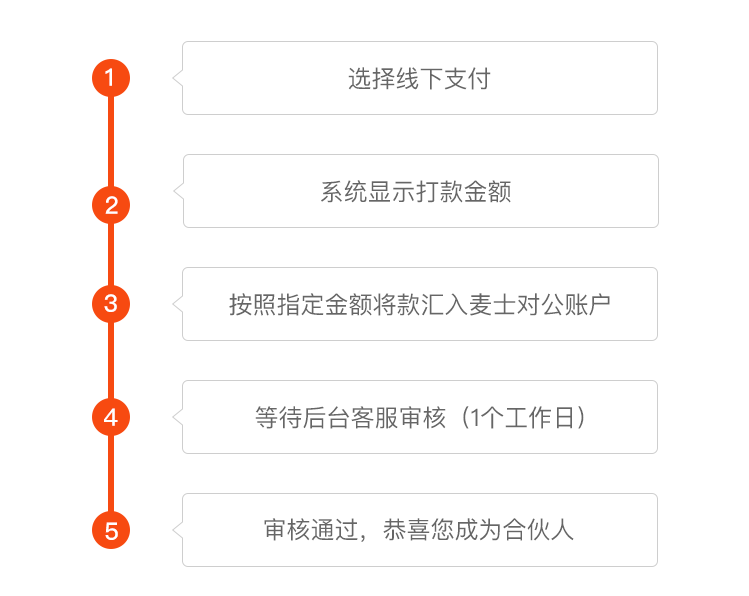 1
选择线下支付
2
系统显示打款金额
3
按照指定金额将款汇入麦士对公账户
4
等待后台客服审核（1个工作日）
5
审核通过，恭喜您成为合伙人